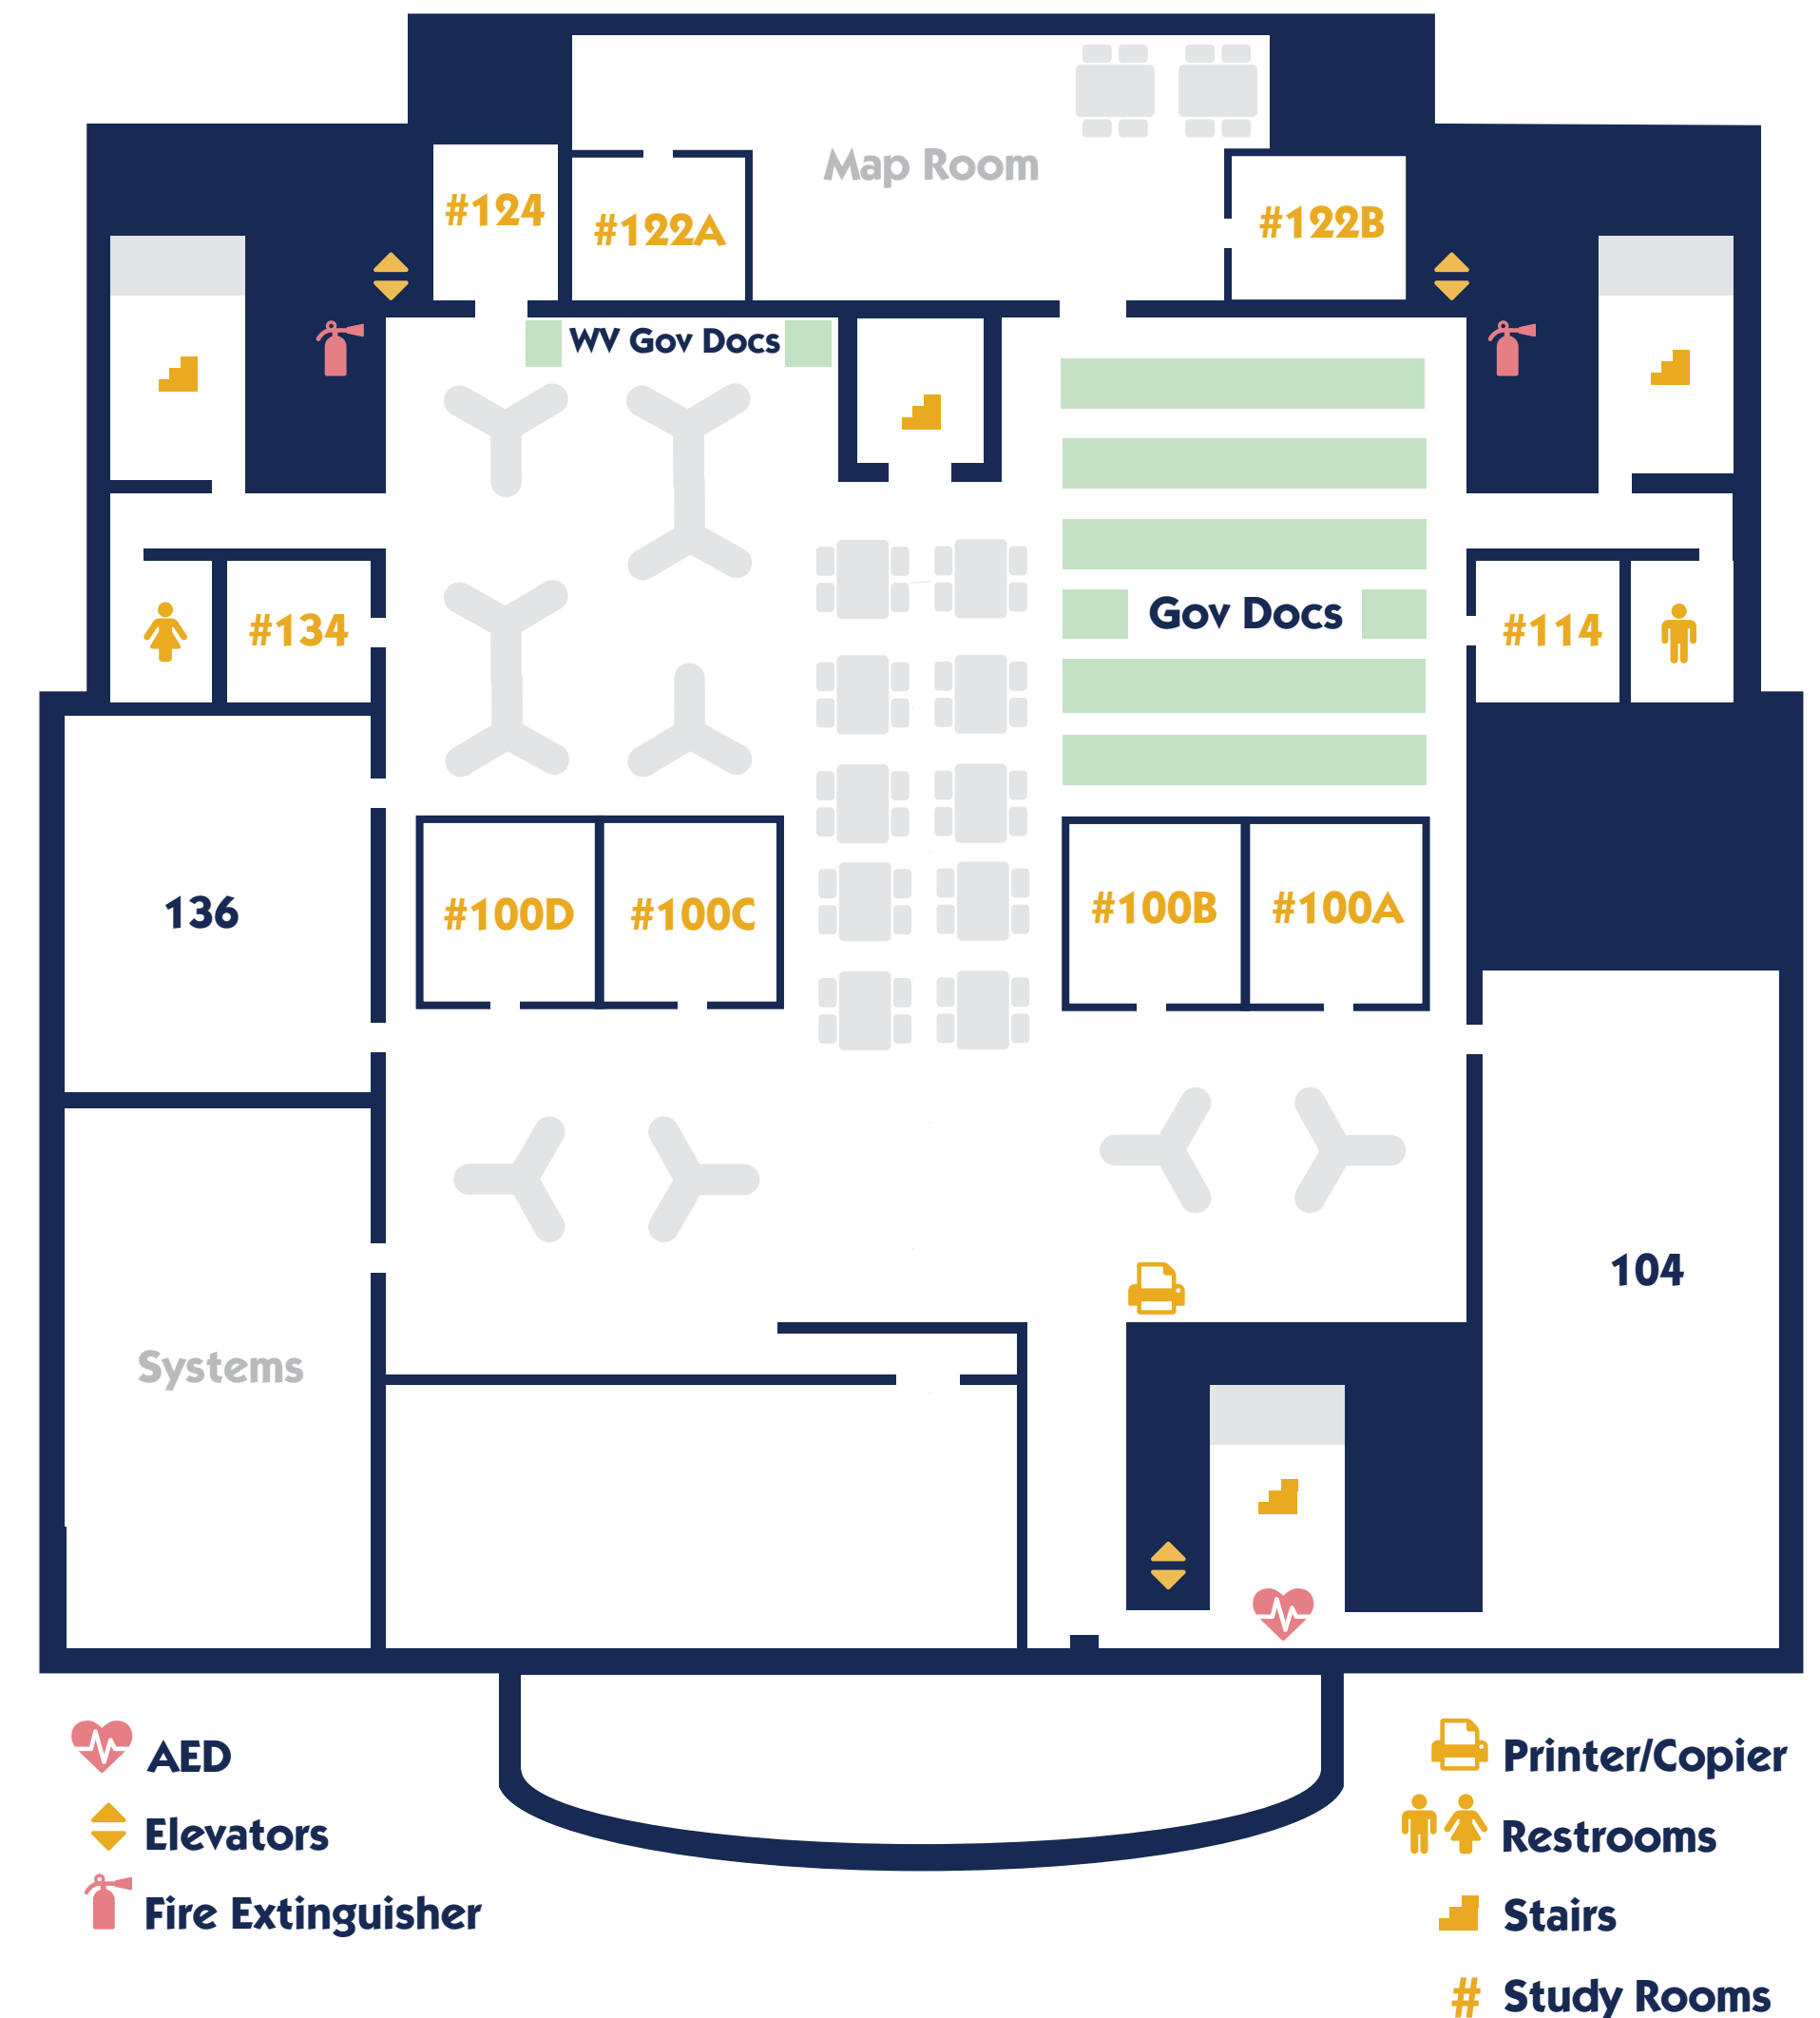 Map Room
#124
#122A
#122B
WV Gov Docs
Gov Docs
#134
#114
136
#100D
#100C
#100B
#100A
104
Systems
AED
Elevators
Fire Extinguisher
Printer/Copier
Restrooms
Stairs
# Study Rooms